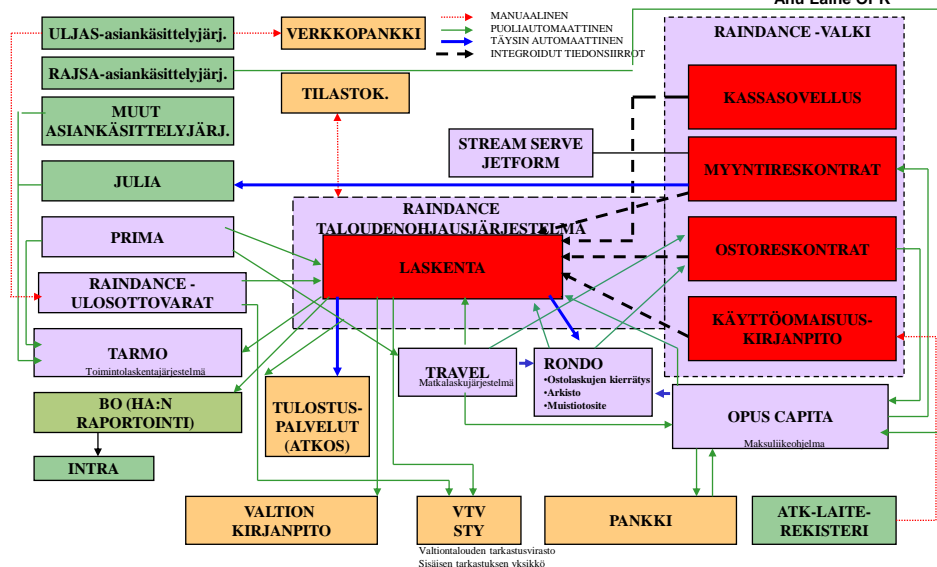 Anu Laine OPK
ULJAS-asiankäsittelyjärj.
VERKKOPANKKI
MANUAALINEN
PUOLIAUTOMAATTINEN
TÄYSIN AUTOMAATTINEN
INTEGROIDUT TIEDONSIIRROT
RAINDANCE -VALKI
RAJSA-asiankäsittelyjärj.
TILASTOK.
KASSASOVELLUS
MUUT
ASIANKÄSITTELYJÄRJ.
STREAM SERVE
JETFORM
MYYNTIRESKONTRAT
JULIA
RAINDANCE
TALOUDENOHJAUSJÄRJESTELMÄ
PRIMA
LASKENTA
OSTORESKONTRAT
RAINDANCE -
ULOSOTTOVARAT
KÄYTTÖOMAISUUS-
KIRJANPITO
TARMO
Toimintolaskentajärjestelmä
TRAVEL
Matkalaskujärjestelmä
RONDO
•Ostolaskujen kierrätys
•Arkisto
•Muistiotosite
BO (HA:N
RAPORTOINTI)
TULOSTUS-
PALVELUT
(ATKOS)
OPUS CAPITA
Maksuliikeohjelma
INTRA
VALTION
KIRJANPITO
VTV
STY
PANKKI
ATK-LAITE-
REKISTERI
Valtiontalouden tarkastusvirasto
Sisäisen tarkastuksen yksikkö